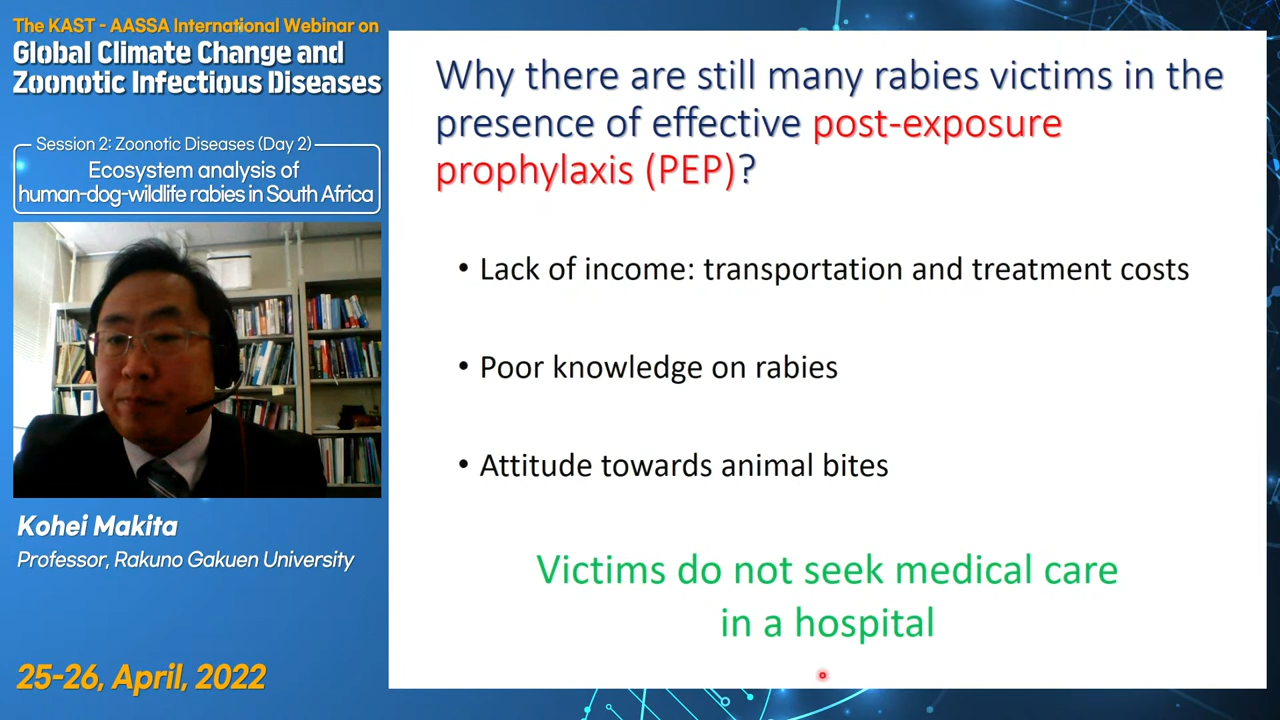 The KAST - AASSA International Webinar on
Global Climate Change and
Zoonotic Infectious Diseases
Session 2: Zoonotic Diseases (Day 2)
Ecosystem analysis of
human-dog-wildlife rabies in South Africa
Kohei Makita
Professor, Rakuno Gakuen University
25-26, April, 2022
Why there are still many rabies victims in the
presence of effective post-exposure
prophylaxis (PEP)?
• Lack of income: transportation and treatment costs
• Poor knowledge on rabies
• Attitude towards animal bites
Victims do not seek medical care
in a hospital